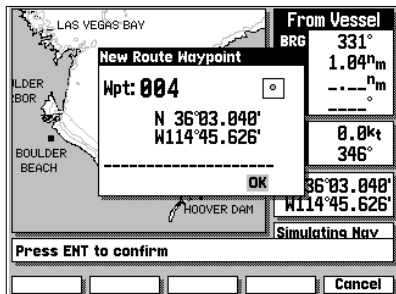 LAS VEGAS BAY
From Vessel
BRG 331°
1.04nm
_._ _nm
_ _ _ _°
New Route Waypoint
Wpt: 004
N 36°03.040'
W114°45.626'
OK
LDER
BOR
BOULDER
BEACH
HOOVER DAM
0.0kt
346°
36°03.040'
W114°45.626'
Simulating Nav
Press ENT to confirm
Cancel